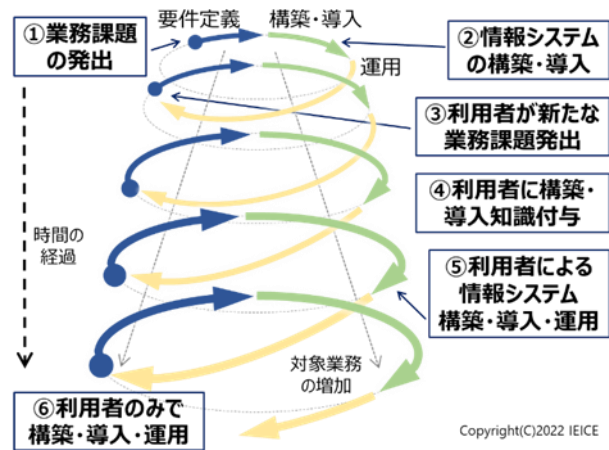 要件定義
構築・導入
①業務課題
の発出
②情報システム
の構築・導入
運用
③利用者が新たな
業務課題発出
④利用者に構築・
導入知識付与
時間の
経過
⑤利用者による
情報システム
構築・導入・運用
対象業務
の増加
⑥利用者のみで
構築・導入・運用
Copyright(C)2022 IEICE